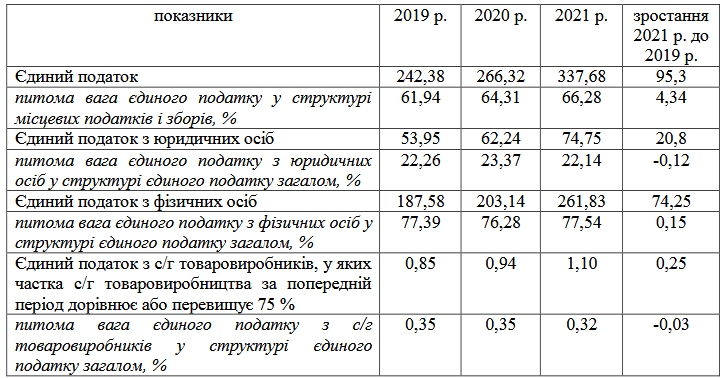 показники 2019 р. 2020 р. 2021 р. зростання
2021 р. до
2019 р.
Єдиний податок 242,38 266,32 337,68 95,3
питома вага єдиного податку у структурі 61,94 64,31 66,28 4,34
місцевих податків і зборів, %
Єдиний податок з юридичних осіб 53,95 62,24 74,75 20,8
питома вага єдиного податку з юридичних 22,26 23,37 22,14 -0,12
осіб у структурі єдиного податку загалом, %
Єдиний податок з фізичних осіб 187,58 203,14 261,83 74,25
питома вага єдиного податку з фізичних осіб у 77,39 76,28 77,54 0,15
структурі єдиного податку загалом, %
Єдиний податок з с/г товаровиробників, у яких 0,85 0,94 1,10 0,25
частка с/г товаровиробництва за попередній
період дорівнює або перевищує 75 %
питома вага єдиного податку з с/г 0,35 0,35 0,32 -0,03
товаровиробників у структурі єдиного
податку загалом, %